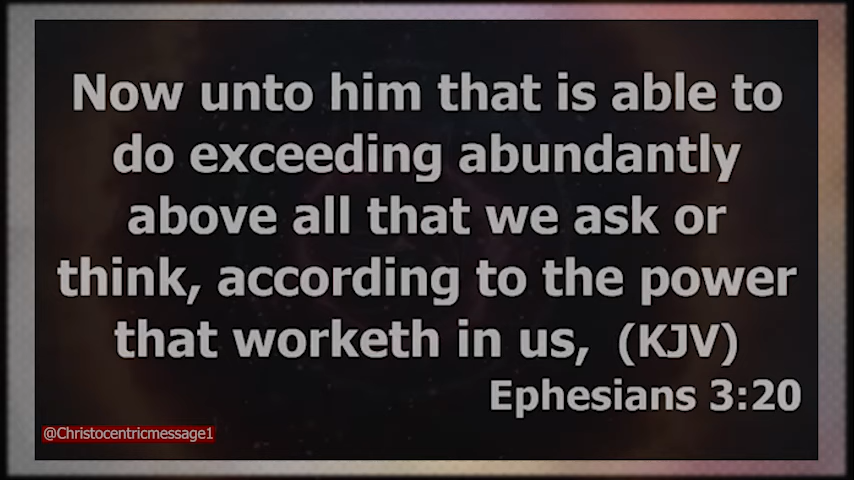 Now unto him that is able to
do exceeding abundantly
above all that we ask or
think, according to the power
that worketh in us,  (KJV)
Ephesians 3:20
@Christocentricmessage1